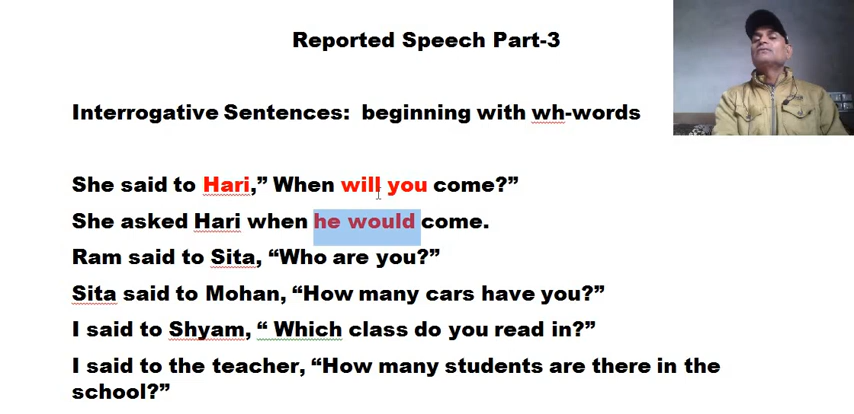 Reported Speech Part-3
Interrogative Sentences:  beginning with wh-words
She said to Hari,” When will you come?”
She asked Hari when he would come.
Ram said to Sita, “Who are you?”
Sita said to Mohan, “How many cars have you?”
I said to Shyam, “ Which class do you read in?”
I said to the teacher, “How many students are there in the
school?”